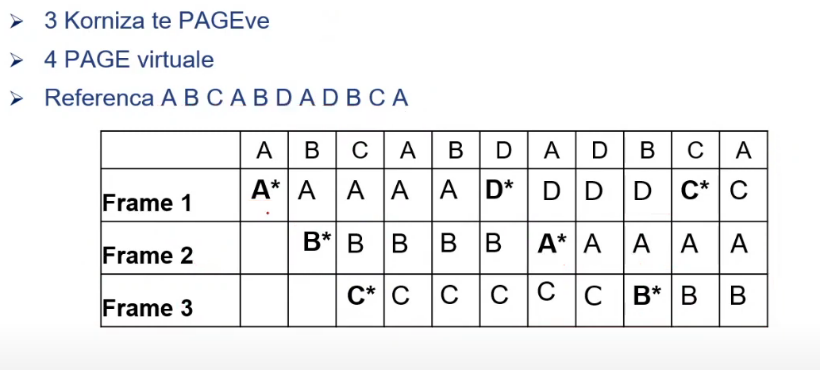 ➢ 3 Korniza te PAGEve
➢ 4 PAGE virtuale
➢ Referenca A B C A B D A D B C A
A B C A B D A D B C A
Frame 1 A* A A A A D* D D D C* C
Frame 2 B* B B B B A* A A A A
Frame 3 C* C C C C C B* B B